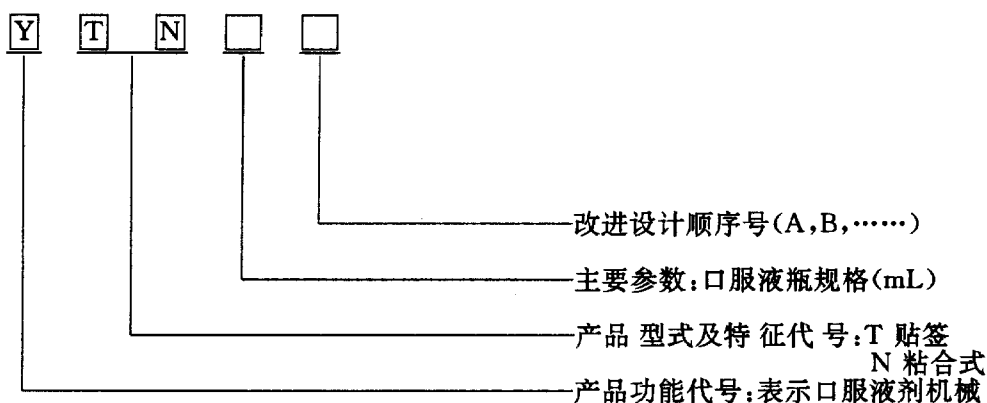 Y T N
改进设计顺序号(A,B,……)
主要参数:口服液瓶规格(mL)
产品 型式及特 征代 号:T 贴签
N 粘合式
产品功能代号:表示口服液剂机械